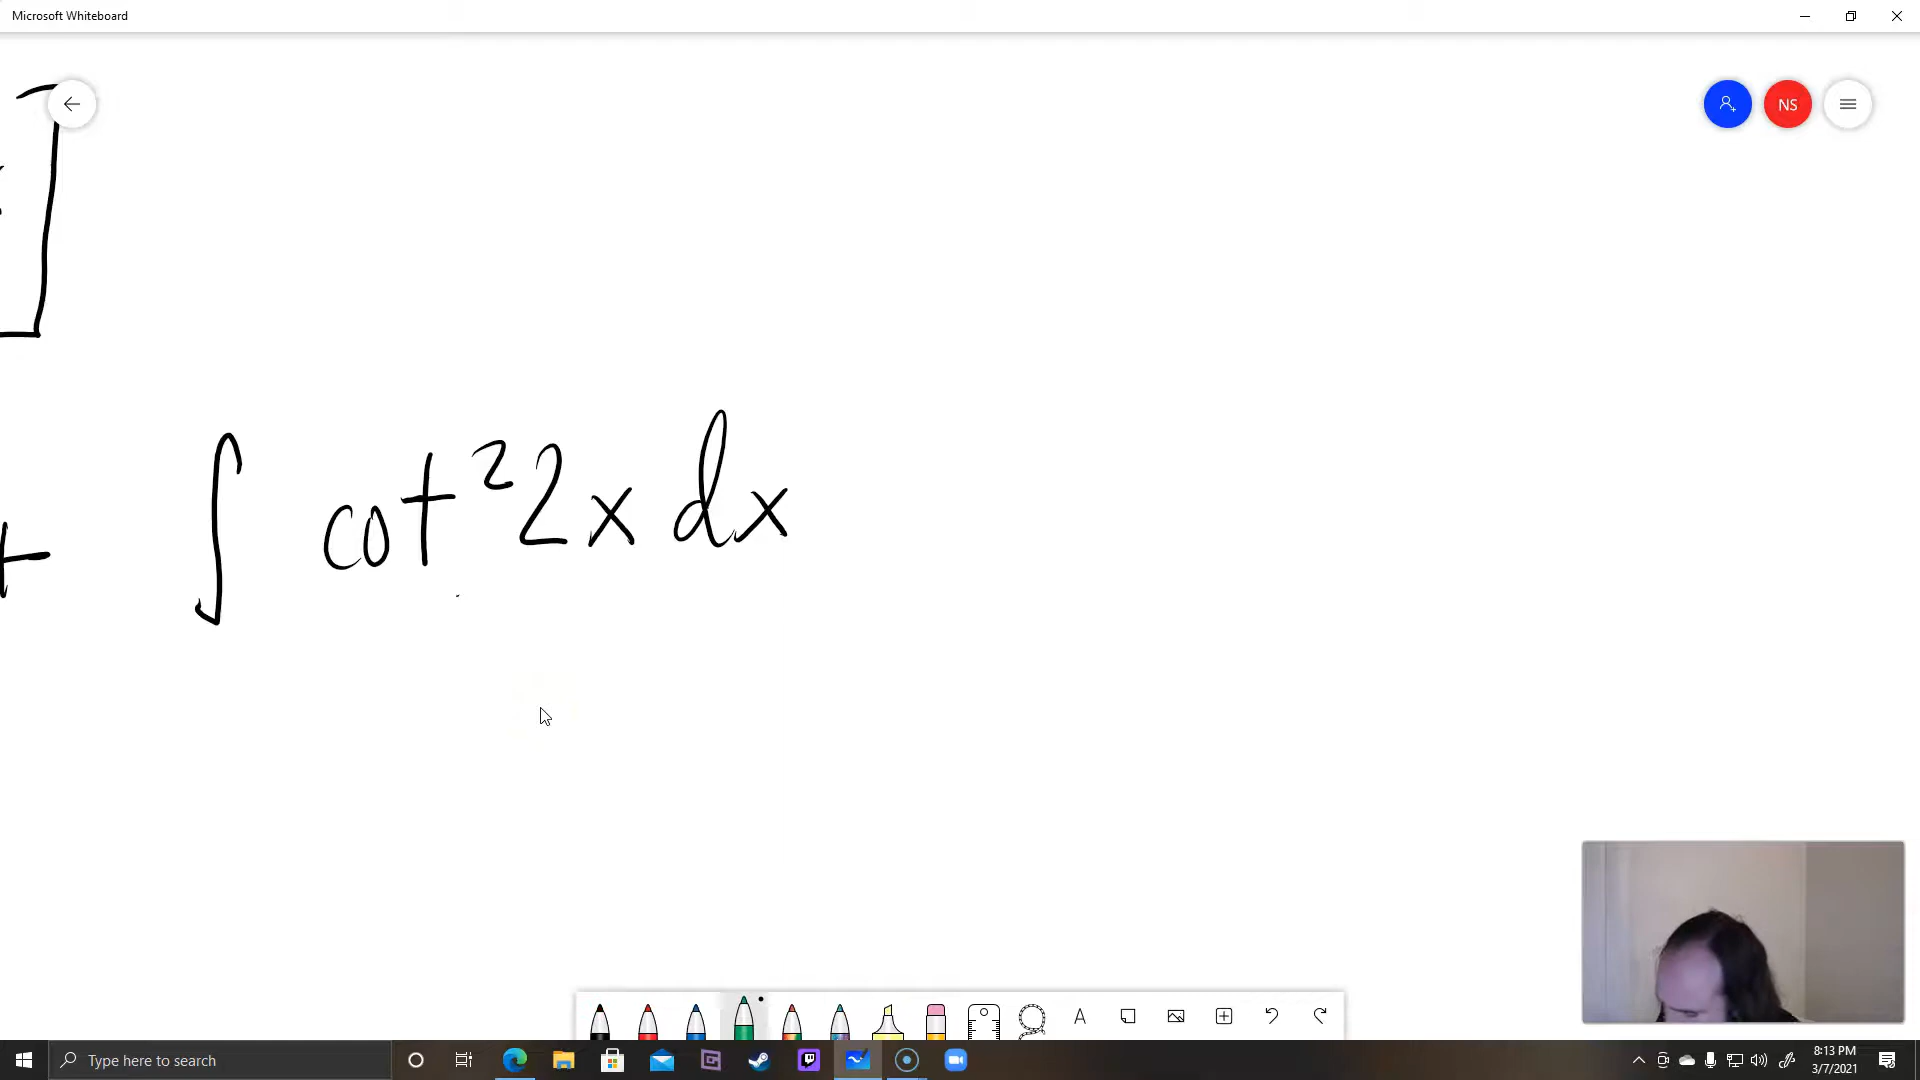 Microsoft Whiteboard
NS
∫ cot²2x dx
A
Type here to search
8:13 PM
3/7/2021